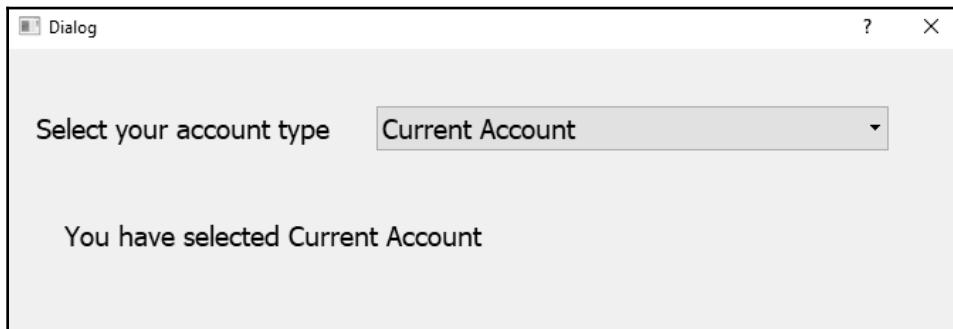 Dialog ?
Select your account type Current Account
You have selected Current Account